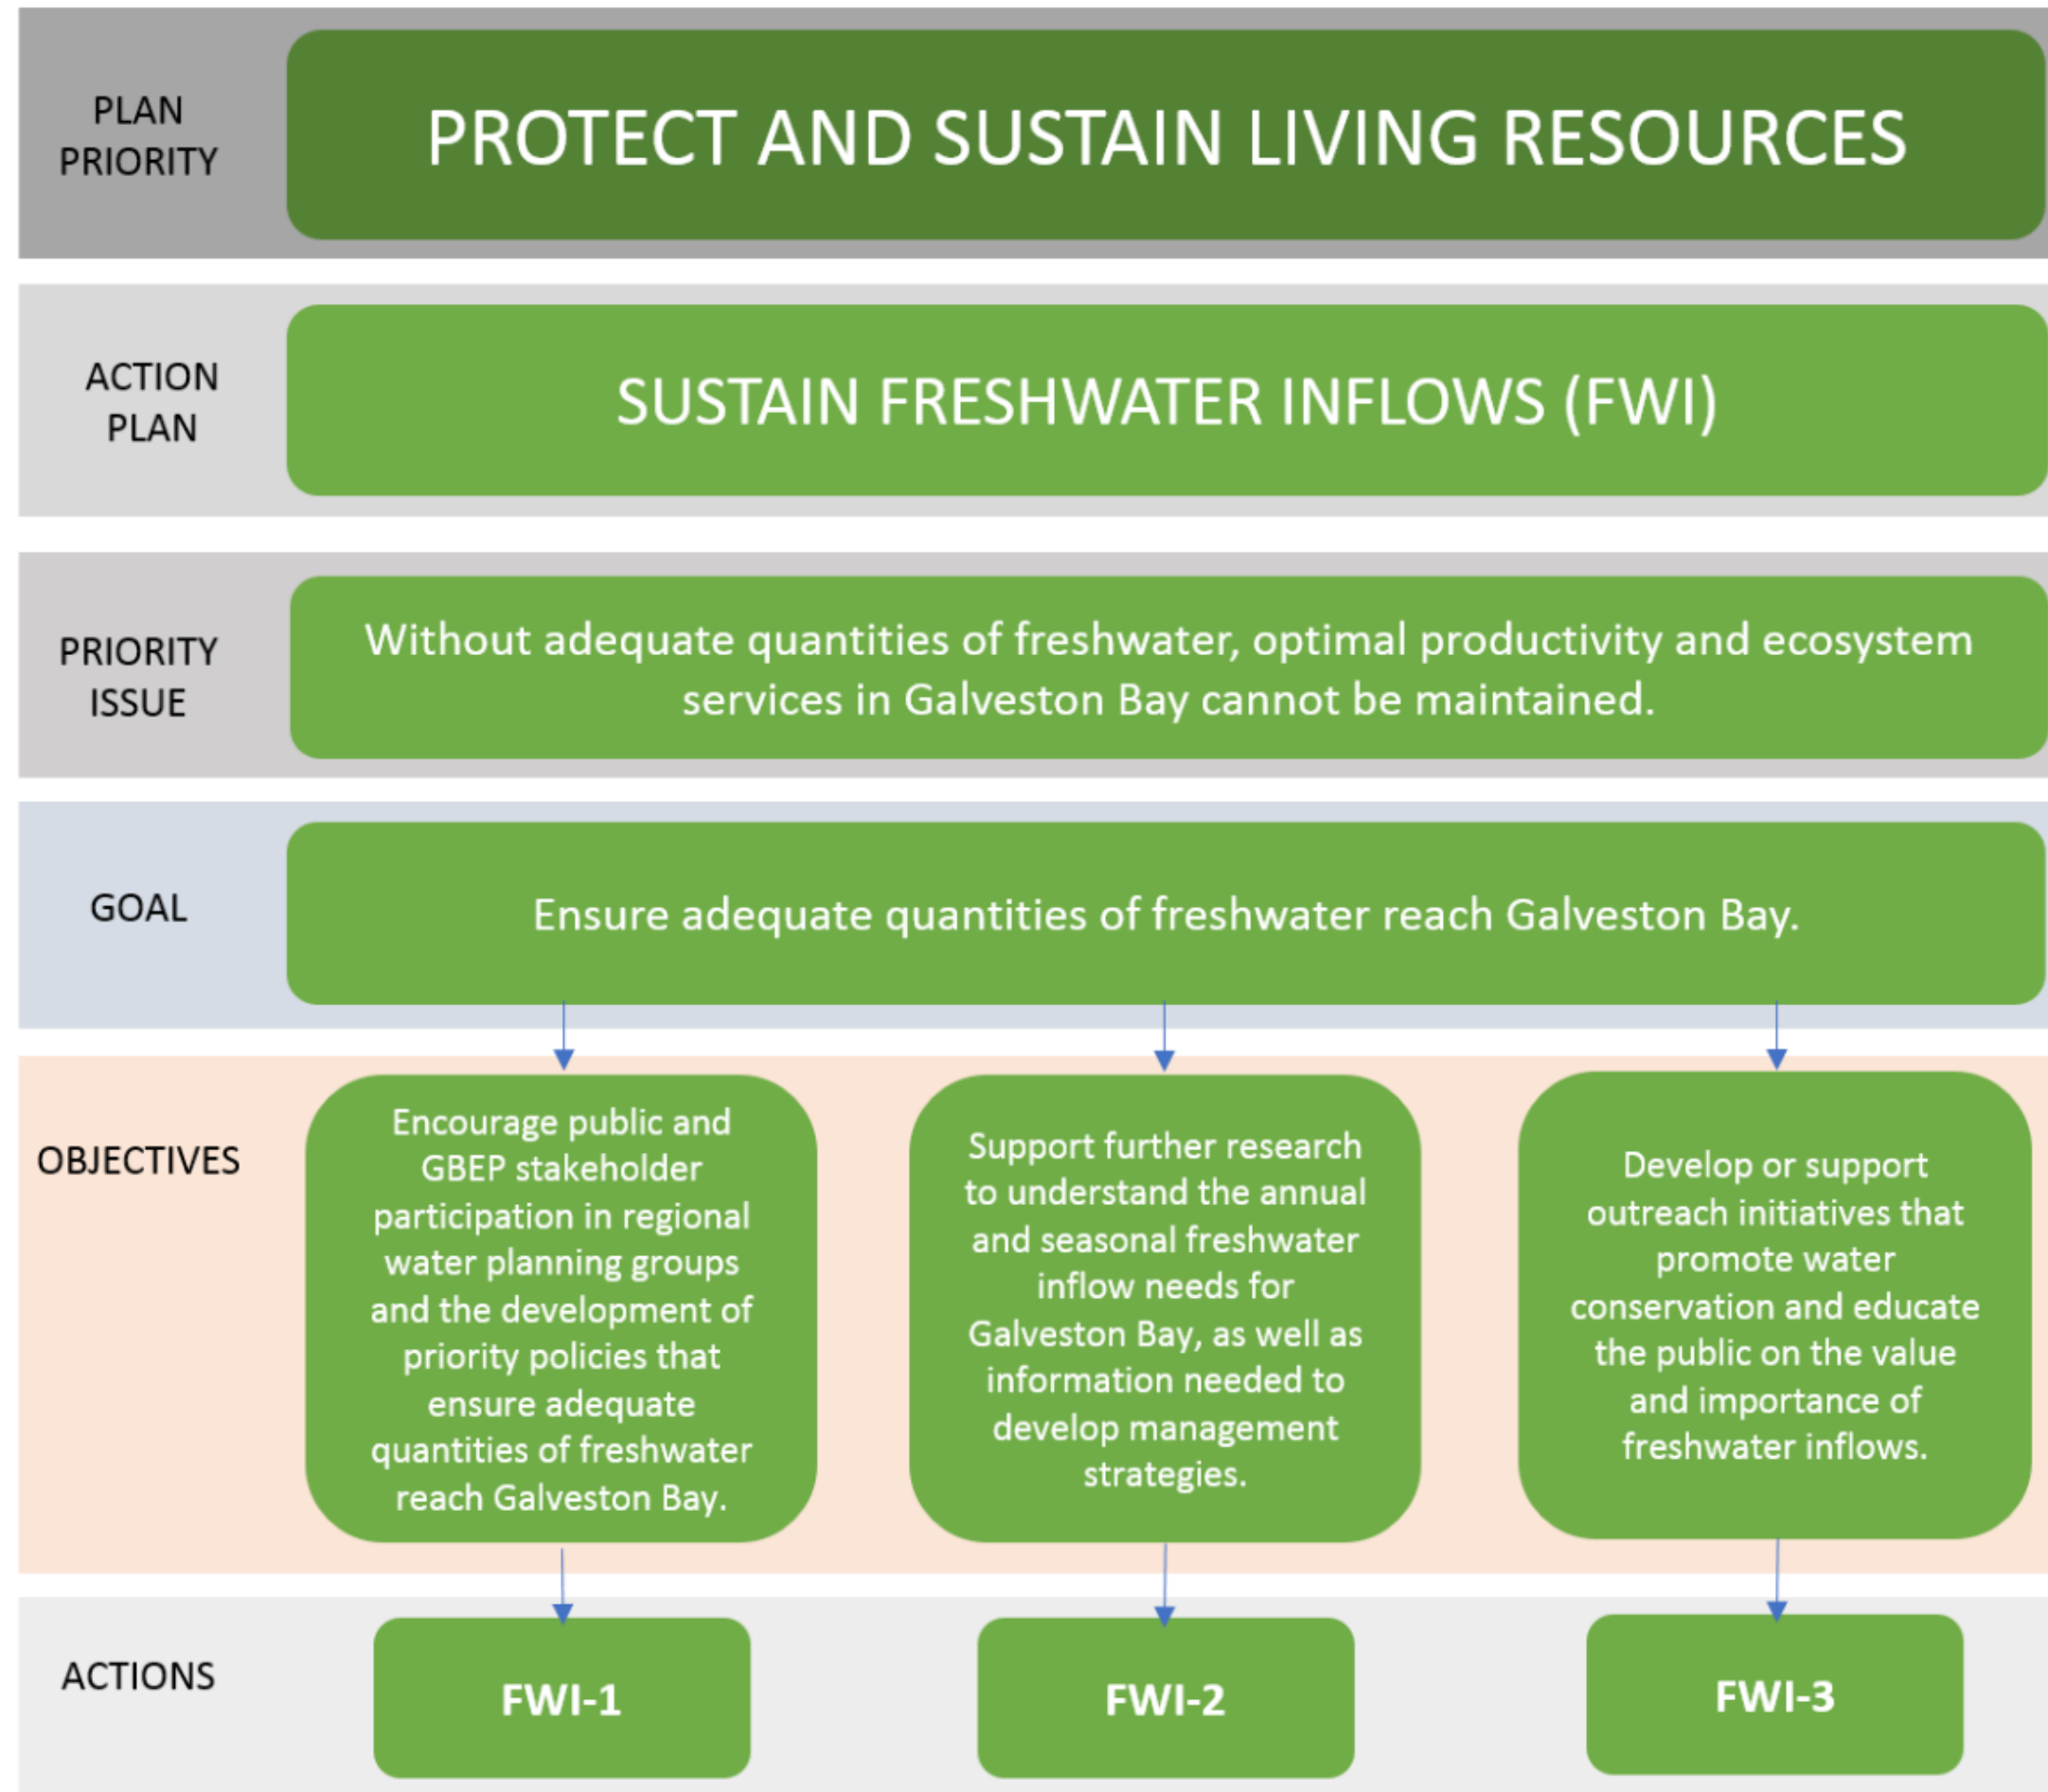 PLAN
PRIORITY
PROTECT AND SUSTAIN LIVING RESOURCES
ACTION
PLAN
SUSTAIN FRESHWATER INFLOWS (FWI)
PRIORITY
ISSUE
Without adequate quantities of freshwater, optimal productivity and ecosystem
services in Galveston Bay cannot be maintained.
GOAL
Ensure adequate quantities of freshwater reach Galveston Bay.
OBJECTIVES
Encourage public and
GBEP stakeholder
participation in regional
water planning groups
and the development of
priority policies that
ensure adequate
quantities of freshwater
reach Galveston Bay.
Support further research
to understand the annual
and seasonal freshwater
inflow needs for
Galveston Bay, as well as
information needed to
develop management
strategies.
Develop or support
outreach initiatives that
promote water
conservation and educate
the public on the value
and importance of
freshwater inflows.
ACTIONS
FWI-1
FWI-2
FWI-3